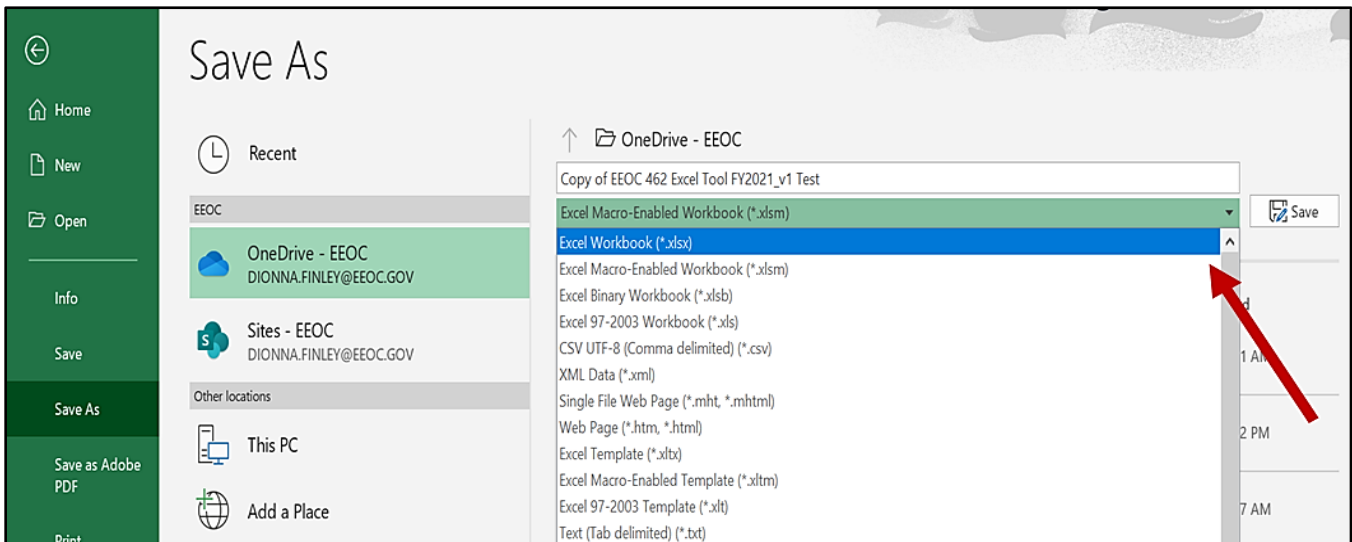 Save As
Home
New
Open
Info
Save
Save As
Save as Adobe
PDF
Print
Recent
EEOC
OneDrive - EEOC
DIONNA.FINLEY@EEOC.GOV
Sites - EEOC
DIONNA.FINLEY@EEOC.GOV
Other locations
This PC
Add a Place
OneDrive - EEOC
Copy of EEOC 462 Excel Tool FY2021_v1 Test
Excel Macro-Enabled Workbook (*.xlsm)
Save
Excel Workbook (*.xlsx)
Excel Macro-Enabled Workbook (*.xlsm)
Excel Binary Workbook (*.xlsb)
Excel 97-2003 Workbook (*.xls)
CSV UTF-8 (Comma delimited) (*.csv)
XML Data (*.xml)
Single File Web Page (*.mht, *.mhtml)
Web Page (*.htm, *.html)
Excel Template (*.xltx)
Excel Macro-Enabled Template (*.xltm)
Excel 97-2003 Template (*.xlt)
Text (Tab delimited) (*.txt)
d
1 AM
2 PM
7 AM